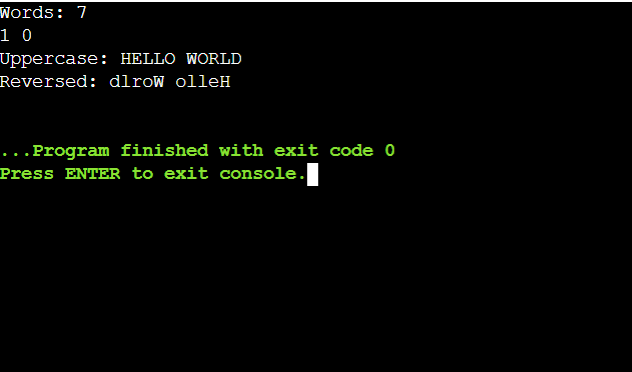 Words: 7
1 0
Uppercase: HELLO WORLD
Reversed: dlroW olleH
...Program finished with exit code 0
Press ENTER to exit console.